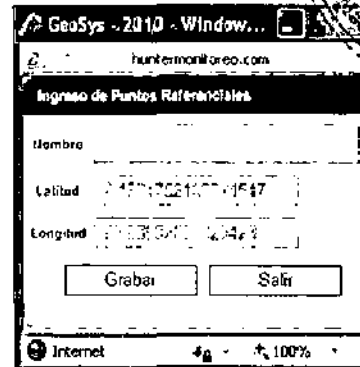 GeoSys - 2010 - Window...
huntermonitoreo.com
Ingreso de Puntos Referenciales
Nombre
Latitud
Longitud
Grabar Salir
Internet 100%